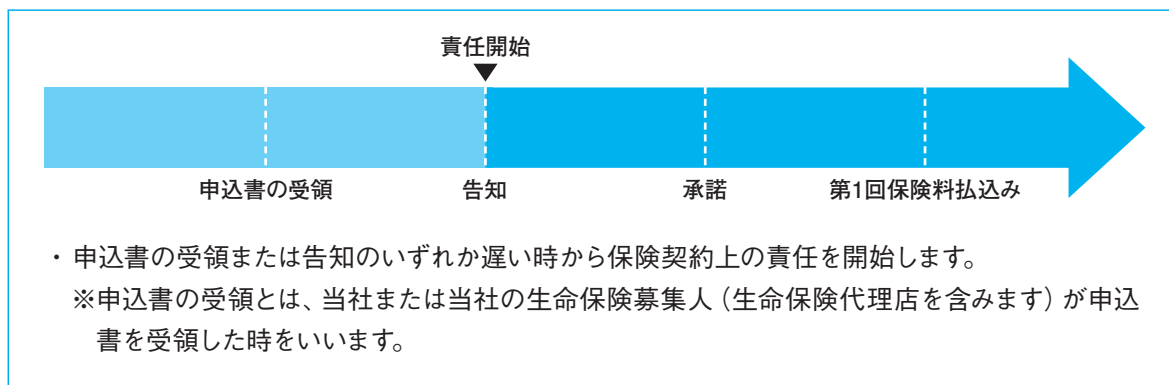 責任開始
申込書の受領
告知
承諾
第1回保険料払込み
・申込書の受領または告知のいずれか遅い時から保険契約上の責任を開始します。
※申込書の受領とは、当社または当社の生命保険募集人（生命保険代理店を含みます）が申込
書を受領した時をいいます。